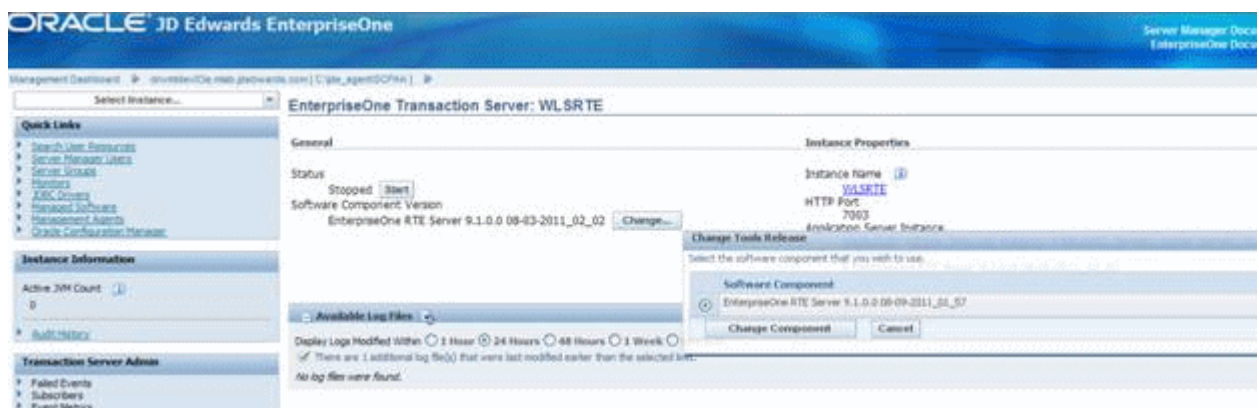 ORACLE JD Edwards EnterpriseOne
Server Manager Docu
EnterpriseOne Docu
Management Dashboard
Select Instance...
Quick Links
Search User Resources
Server Manager Users
Server Groups
Monitors
JDBC Drivers
Managed Software
Management Agents
Oracle Configuration Manager
Instance Information
Active JVM Count
0
Audit History
Transaction Server Admin
Failed Events
Subscribers
Event Metrics
EnterpriseOne Transaction Server: WLSRTE
General
Status
Stopped Start
Software Component Version
EnterpriseOne RTE Server 9.1.0.0 08-03-2011_02_02 Change...
Instance Properties
Instance Name
WLSRTE
HTTP Port
7003
Application Server Instance
Change Tools Release
Select the software component that you wish to use.
Software Component
EnterpriseOne RTE Server 9.1.0.0 08-09-2011_01_57
Change Component Cancel
Available Log Files
Display Logs Modified Within 1 Hour 24 Hours 48 Hours 1 Week
There are 1 additional log file(s) that were last modified earlier than the selected
No log files were found.